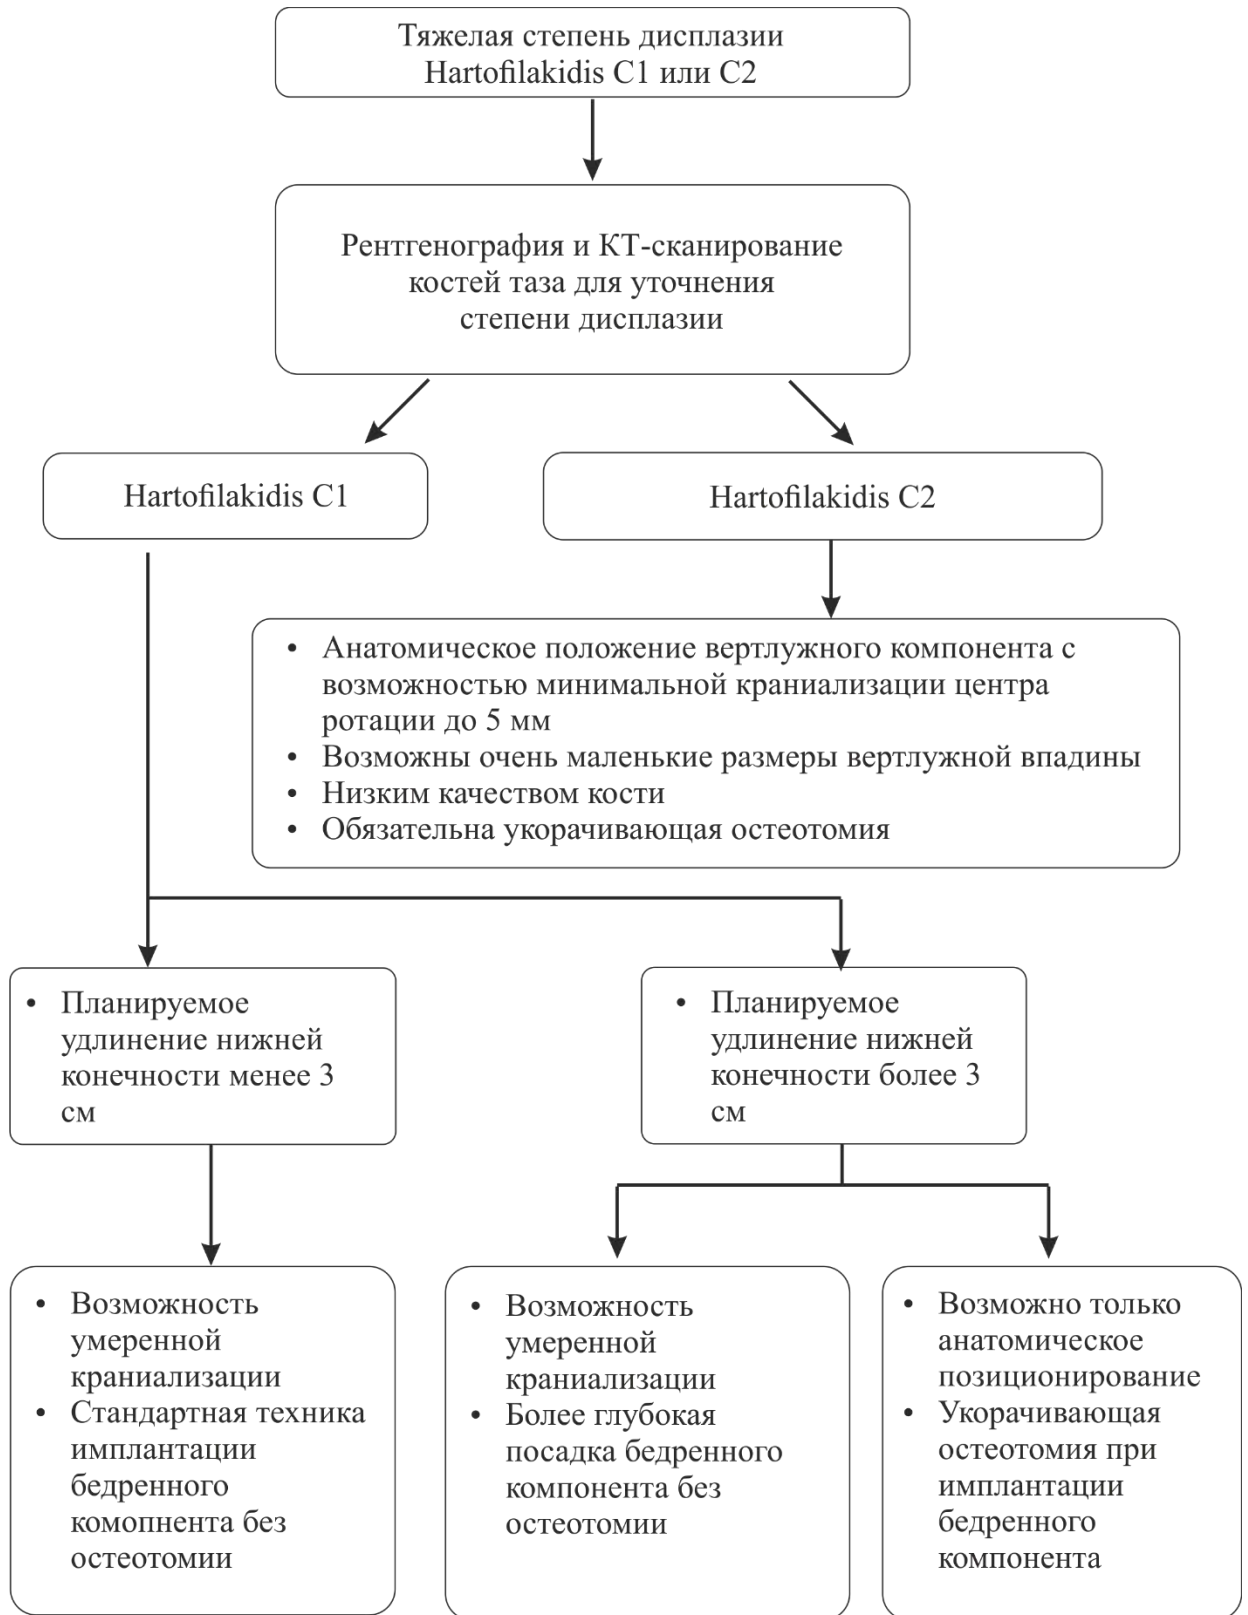 Тяжелая степень дисплазии
Hartofilakidis C1 или C2
Рентгенография и КТ-сканирование
костей таза для уточнения
степени дисплазии
Hartofilakidis C1
Hartofilakidis C2
• Анатомическое положение вертлужного компонента с
возможностью минимальной краниализации центра
ротации до 5 мм
• Возможны очень маленькие размеры вертлужной впадины
• Низким качеством кости
• Обязательна укорачивающая остеотомия
• Планируемое
удлинение нижней
конечности менее 3
см
• Планируемое
удлинение нижней
конечности более 3
см
• Возможность
умеренной
краниализации
• Стандартная техника
имплантации
бедренного
комопнента без
остеотомии
• Возможность
умеренной
краниализации
• Более глубокая
посадка бедренного
компонента без
остеотомии
• Возможно только
анатомическое
позиционирование
• Укорачивающая
остеотомия при
имплантации
бедренного
компонента